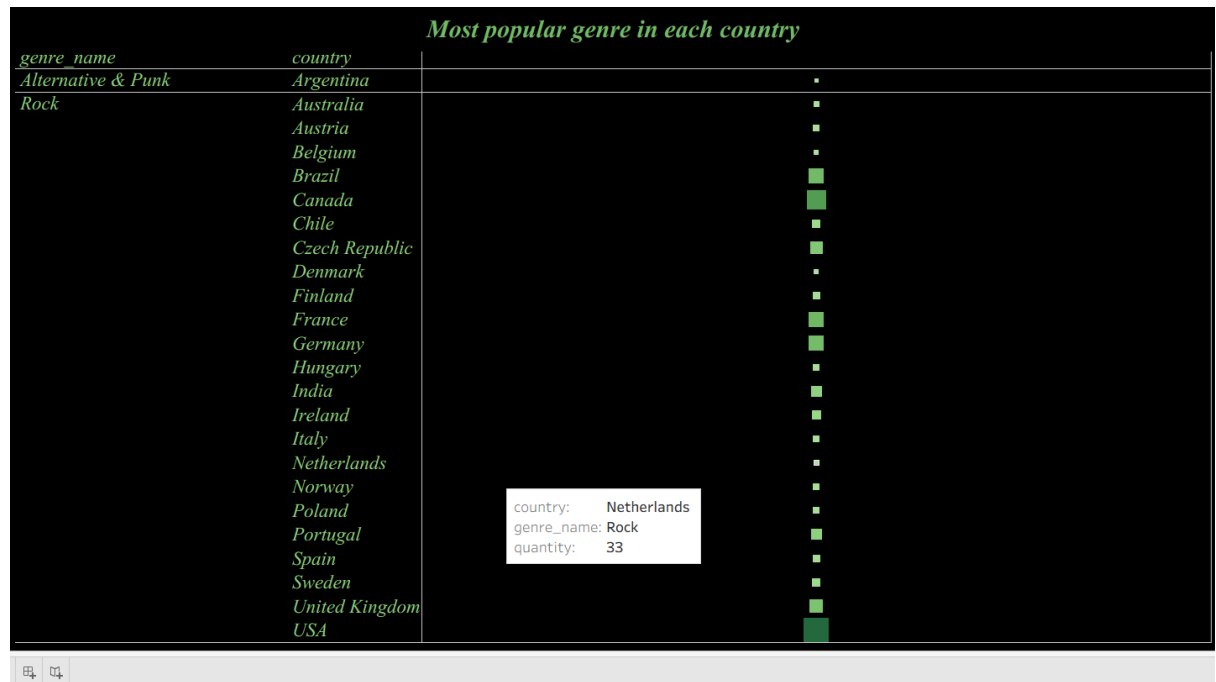 Most popular genre in each country
genre_name country
Alternative & Punk Argentina
Rock Australia
Austria
Belgium
Brazil
Canada
Chile
Czech Republic
Denmark
Finland
France
Germany
Hungary
India
Ireland
Italy
Netherlands
Norway
Poland
Portugal
Spain
Sweden
United Kingdom
USA
country: Netherlands
genre_name: Rock
quantity: 33